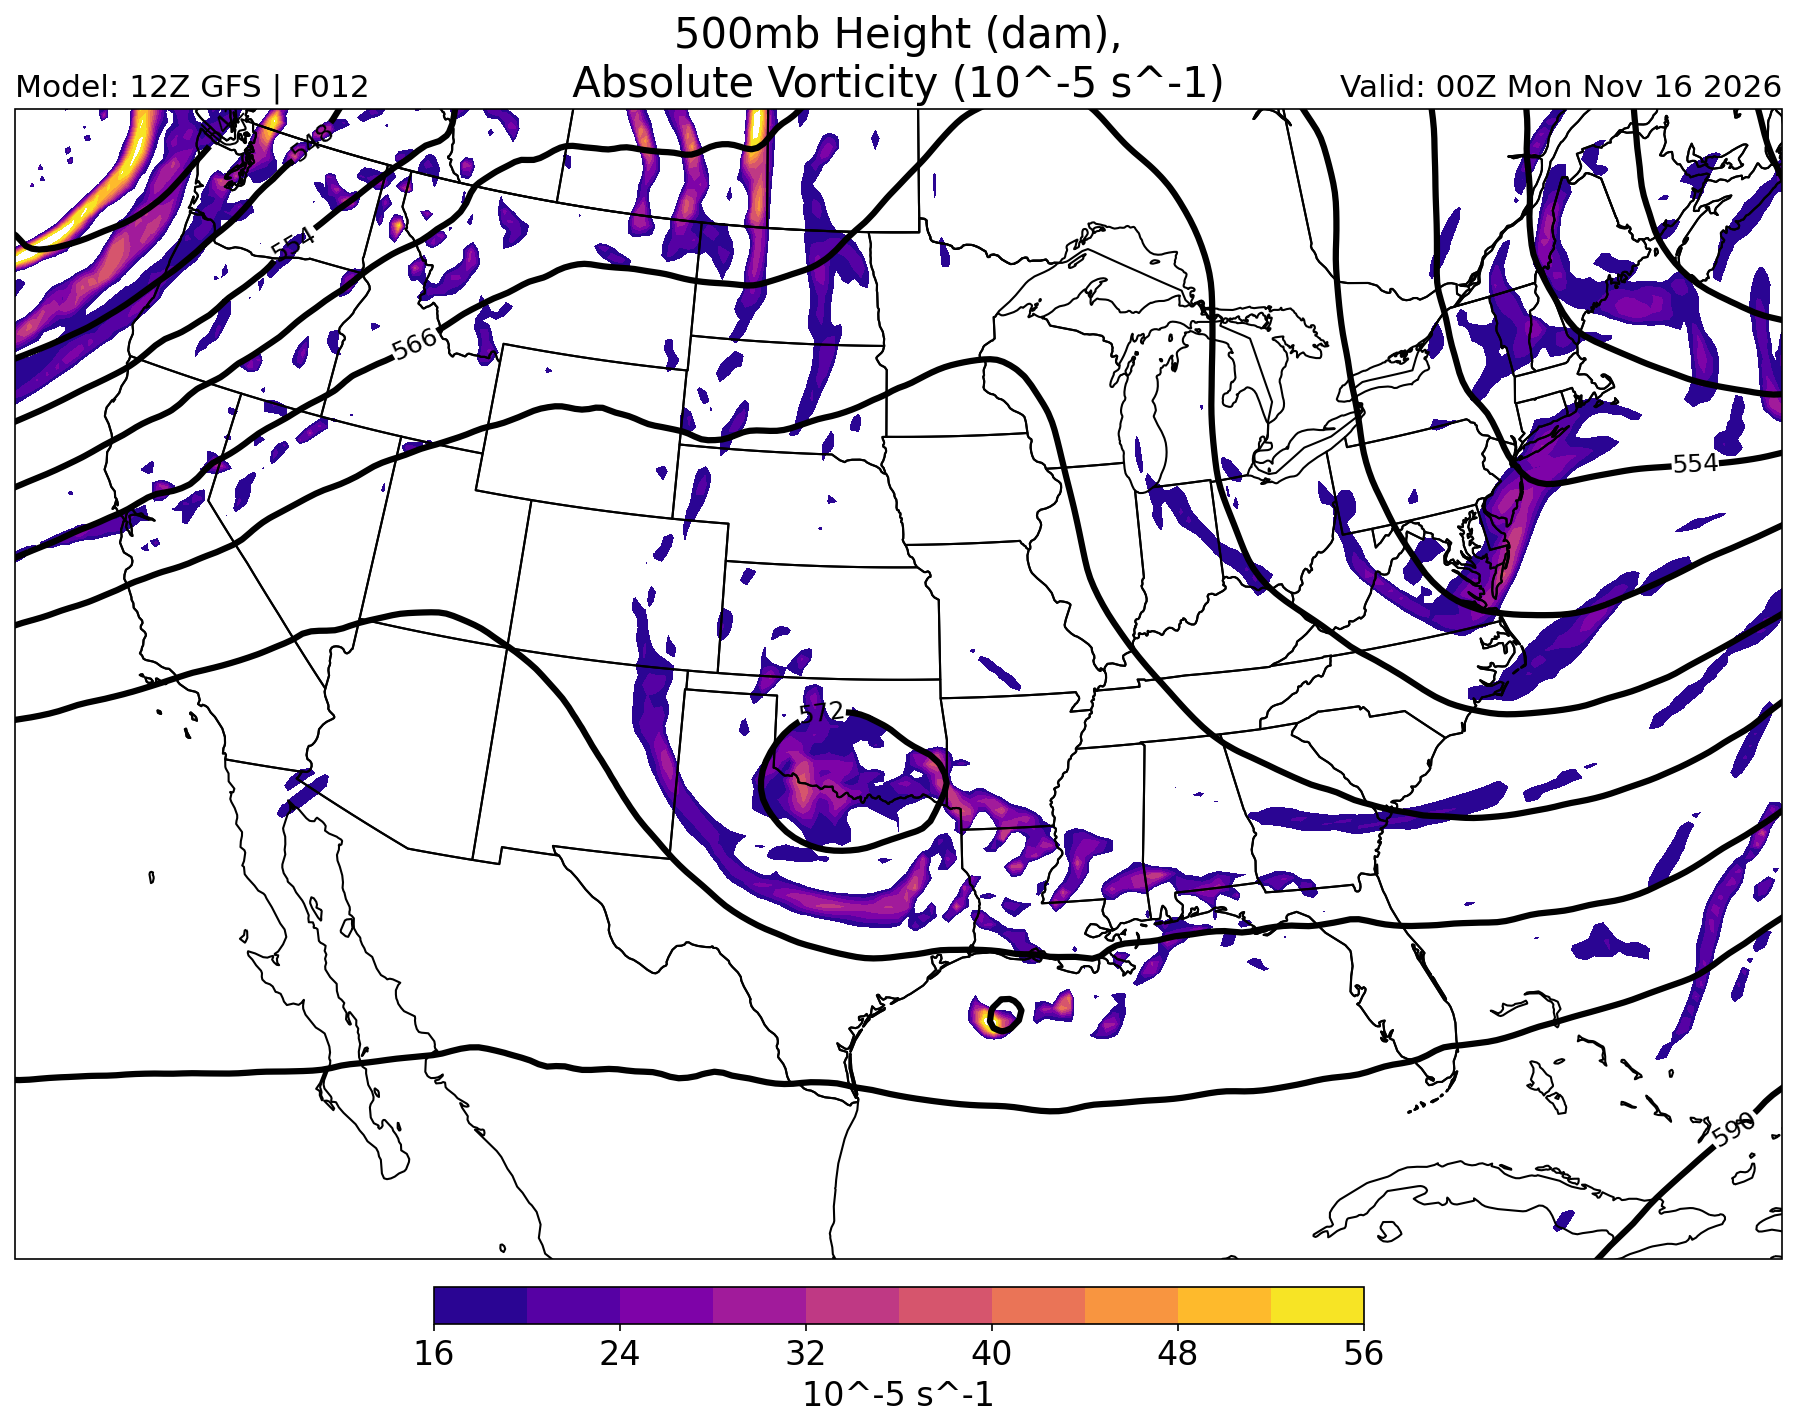 500mb Height (dam),
Model: 12Z GFS | F012
Absolute Vorticity (10^-5 s^-1)
Valid: 00Z Mon Nov 16 2026
548
554
566
554
572
590
16 24 32 40 48 56
10^-5 s^-1